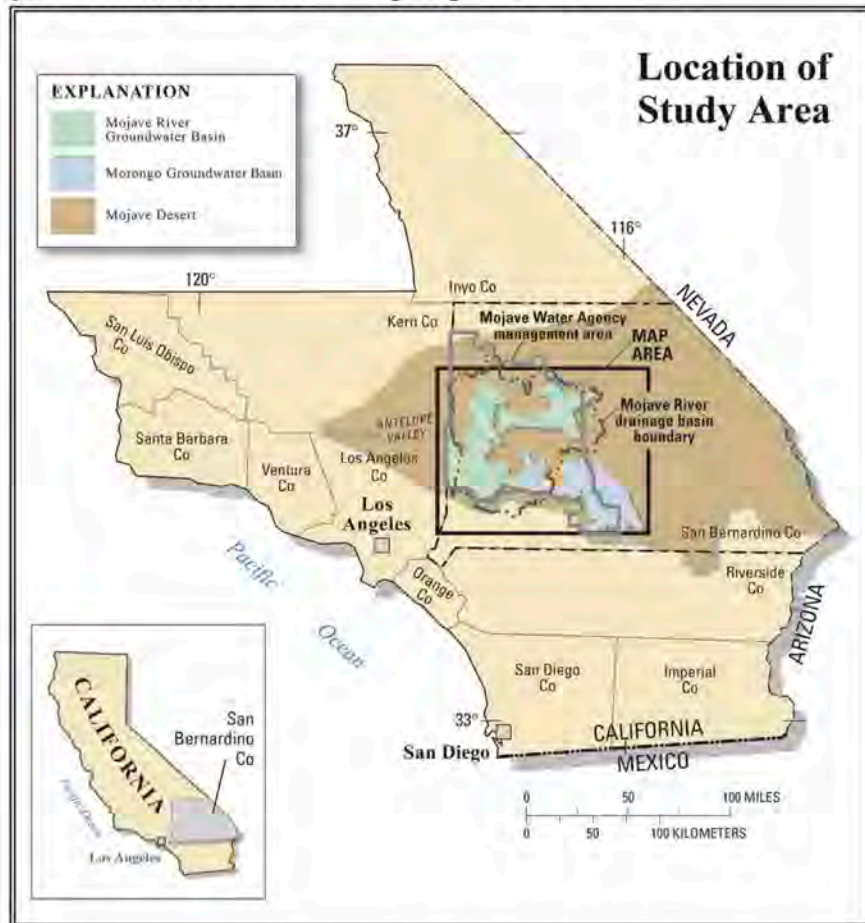 Location of
Study Area
EXPLANATION
Mojave River
Groundwater Basin
Morongo Groundwater Basin
Mojave Desert
37°
116°
120°
Inyo Co
NEVADA
Kern Co
Mojave Water Agency
management area
MAP
AREA
San Luis Obispo
Co
ANTELOPE
VALLEY
Mojave River
drainage basin
boundary
Santa Barbara
Co
Ventura
Co
Los Angeles
Co
Los
Angeles
San Bernardino Co
Riverside
Co
Orange
Co
ARIZONA
Pacific
Ocean
San Diego
Co
Imperial
Co
33°
CALIFORNIA
San Diego
MEXICO
0 50 100 MILES
0 50 100 KILOMETERS
CALIFORNIA
San
Bernardino
Co
Pacific Ocean
Los Angeles